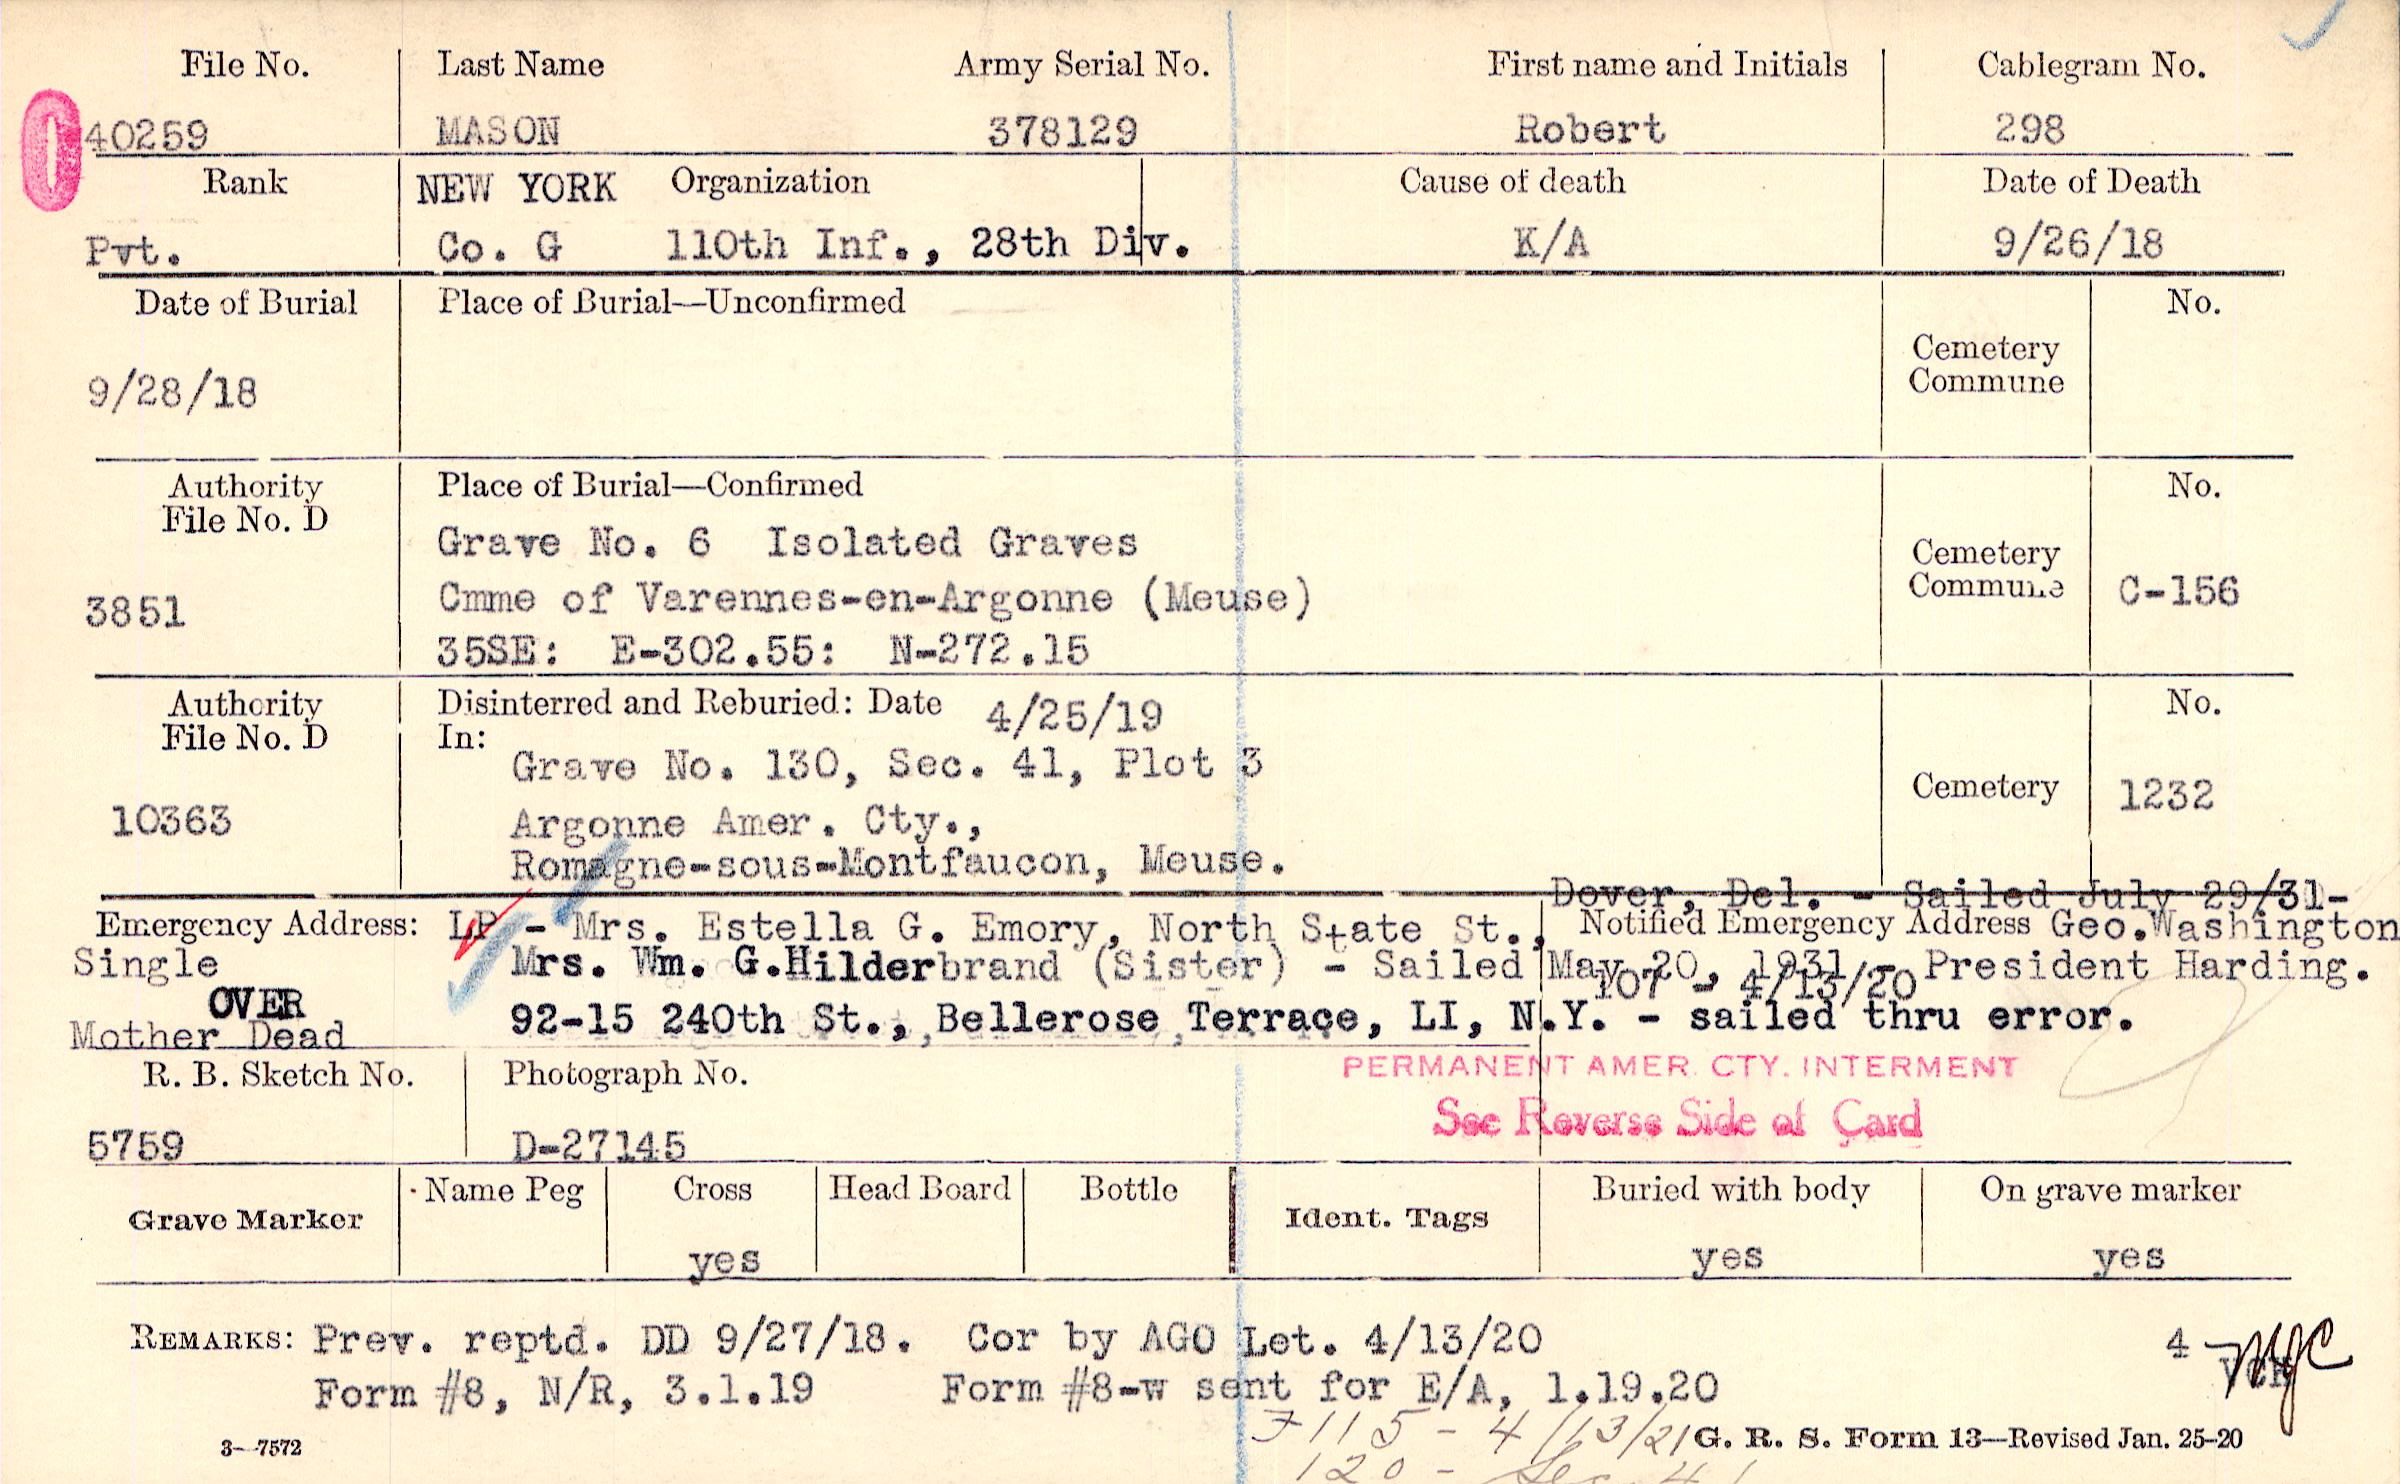 File No. Last Name Army Serial No. First name and Initials Cablegram No.
40259 MASON 378129 Robert 298
Rank NEW YORK Organization Cause of death Date of Death
Pvt. Co. G 110th Inf., 28th Div. K/A 9/26/18
Date of Burial Place of Burial—Unconfirmed No.
Cemetery
Commune
9/28/18
Authority Place of Burial—Confirmed No.
File No. D
Grave No. 6 Isolated Graves
Cemetery
Commune C-156
3851 Cmme of Varennes-en-Argonne (Meuse)
35SE: E-302.55: N-272.15
Authority Disinterred and Reburied: Date 4/25/19 No.
File No. D In:
Grave No. 130, Sec. 41, Plot 3
Cemetery 1232
10363 Argonne Amer. Cty.,
Romagne-sous-Montfaucon, Meuse.
Dover, Del. - Sailed July 29/31-
Emergency Address: LP - Mrs. Estella G. Emory, North State St., Notified Emergency Address Geo.Washington
Single Mrs. Wm. G.Hilderbrand (Sister) - Sailed May 20, 1931 - President Harding.
107 - 4/13/20
OVER
Mother Dead 92-15 240th St., Bellerose Terrace, LI, N.Y. - sailed thru error.
R. B. Sketch No. Photograph No. PERMANENT AMER. CTY. INTERMENT
See Reverse Side of Card
5759 D-27145
Grave Marker Name Peg Cross Head Board Bottle Ident. Tags Buried with body On grave marker
yes yes yes
REMARKS: Prev. reptd. DD 9/27/18. Cor by AGO Let. 4/13/20 4
Form #8, N/R, 3.1.19 Form #8-w sent for E/A, 1.19.20
7115 - 4/13/21
3—7572 G. R. S. Form 13—Revised Jan. 25-20
120 - Sec 41